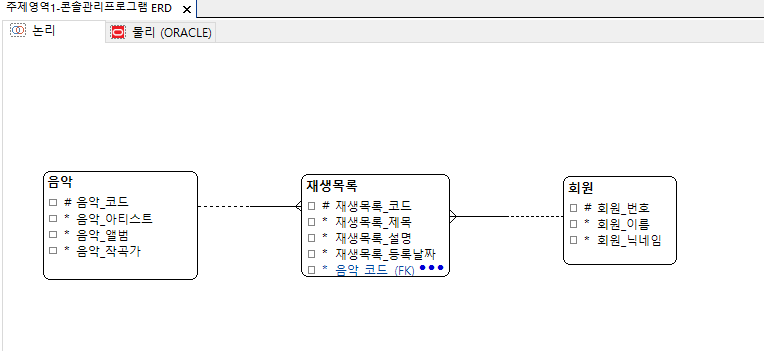 주제영역1-콘솔관리프로그램 ERD
논리
물리 (ORACLE)
음악
# 음악_코드
* 음악_아티스트
* 음악_앨범
* 음악_작곡가
재생목록
# 재생목록_코드
* 재생목록_제목
* 재생목록_설명
* 재생목록_등록날짜
* 음악_코드 (FK)
회원
# 회원_번호
* 회원_이름
* 회원_닉네임